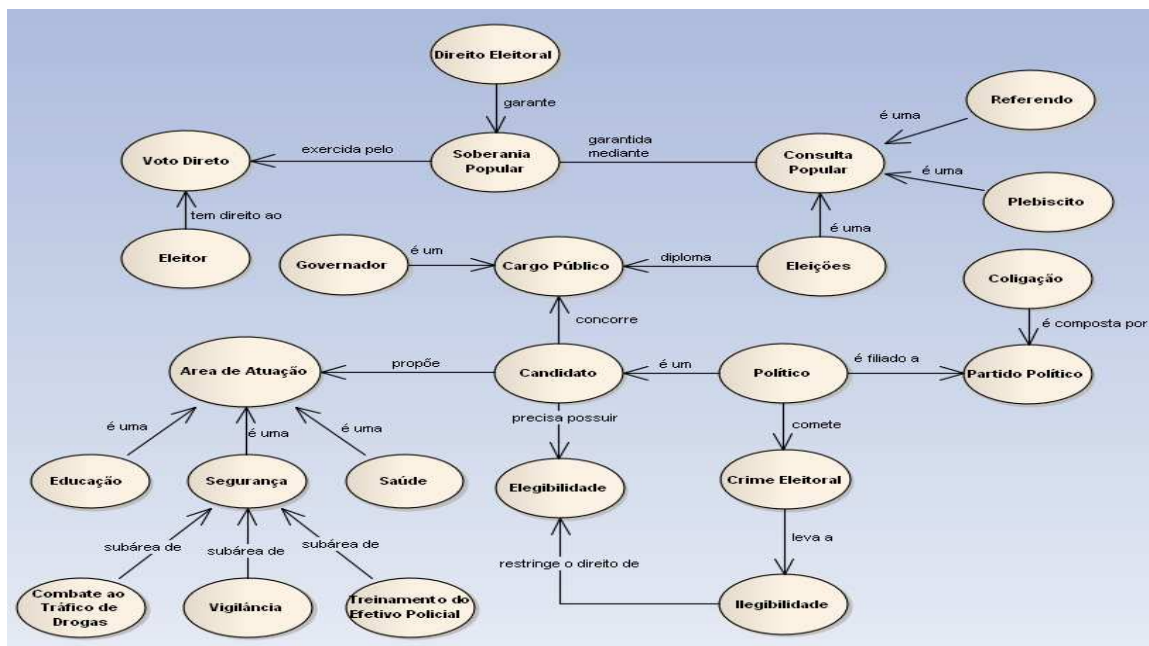 Direito Eleitoral
garante
Referendo
é uma
Voto Direto
exercida pelo
Soberania
Popular
garantida
mediante
Consulta
Popular
é uma
Plebiscito
tem direito ao
Eleitor
Governador
é um
Cargo Público
diploma
Eleições
é uma
Coligação
concorre
é composta por
Area de Atuação
propõe
Candidato
é um
Político
é filiado a
Partido Político
precisa possuir
comete
é uma
é uma
é uma
Educação
Segurança
Saúde
Elegibilidade
Crime Eleitoral
subárea de
subárea de
subárea de
restringe o direito de
leva a
Combate ao
Tráfico de
Drogas
Vigilância
Treinamento do
Efetivo Policial
Ilegibilidade